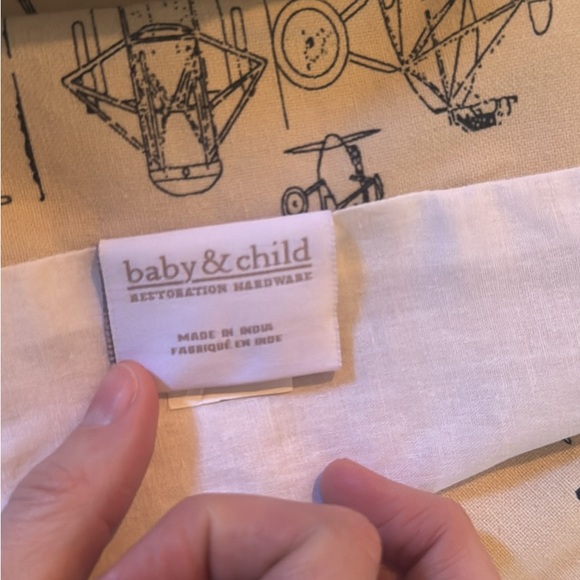 baby & child
RESTORATION HARDWARE
MADE IN INDIA
FABRIQUÉ EN INDE